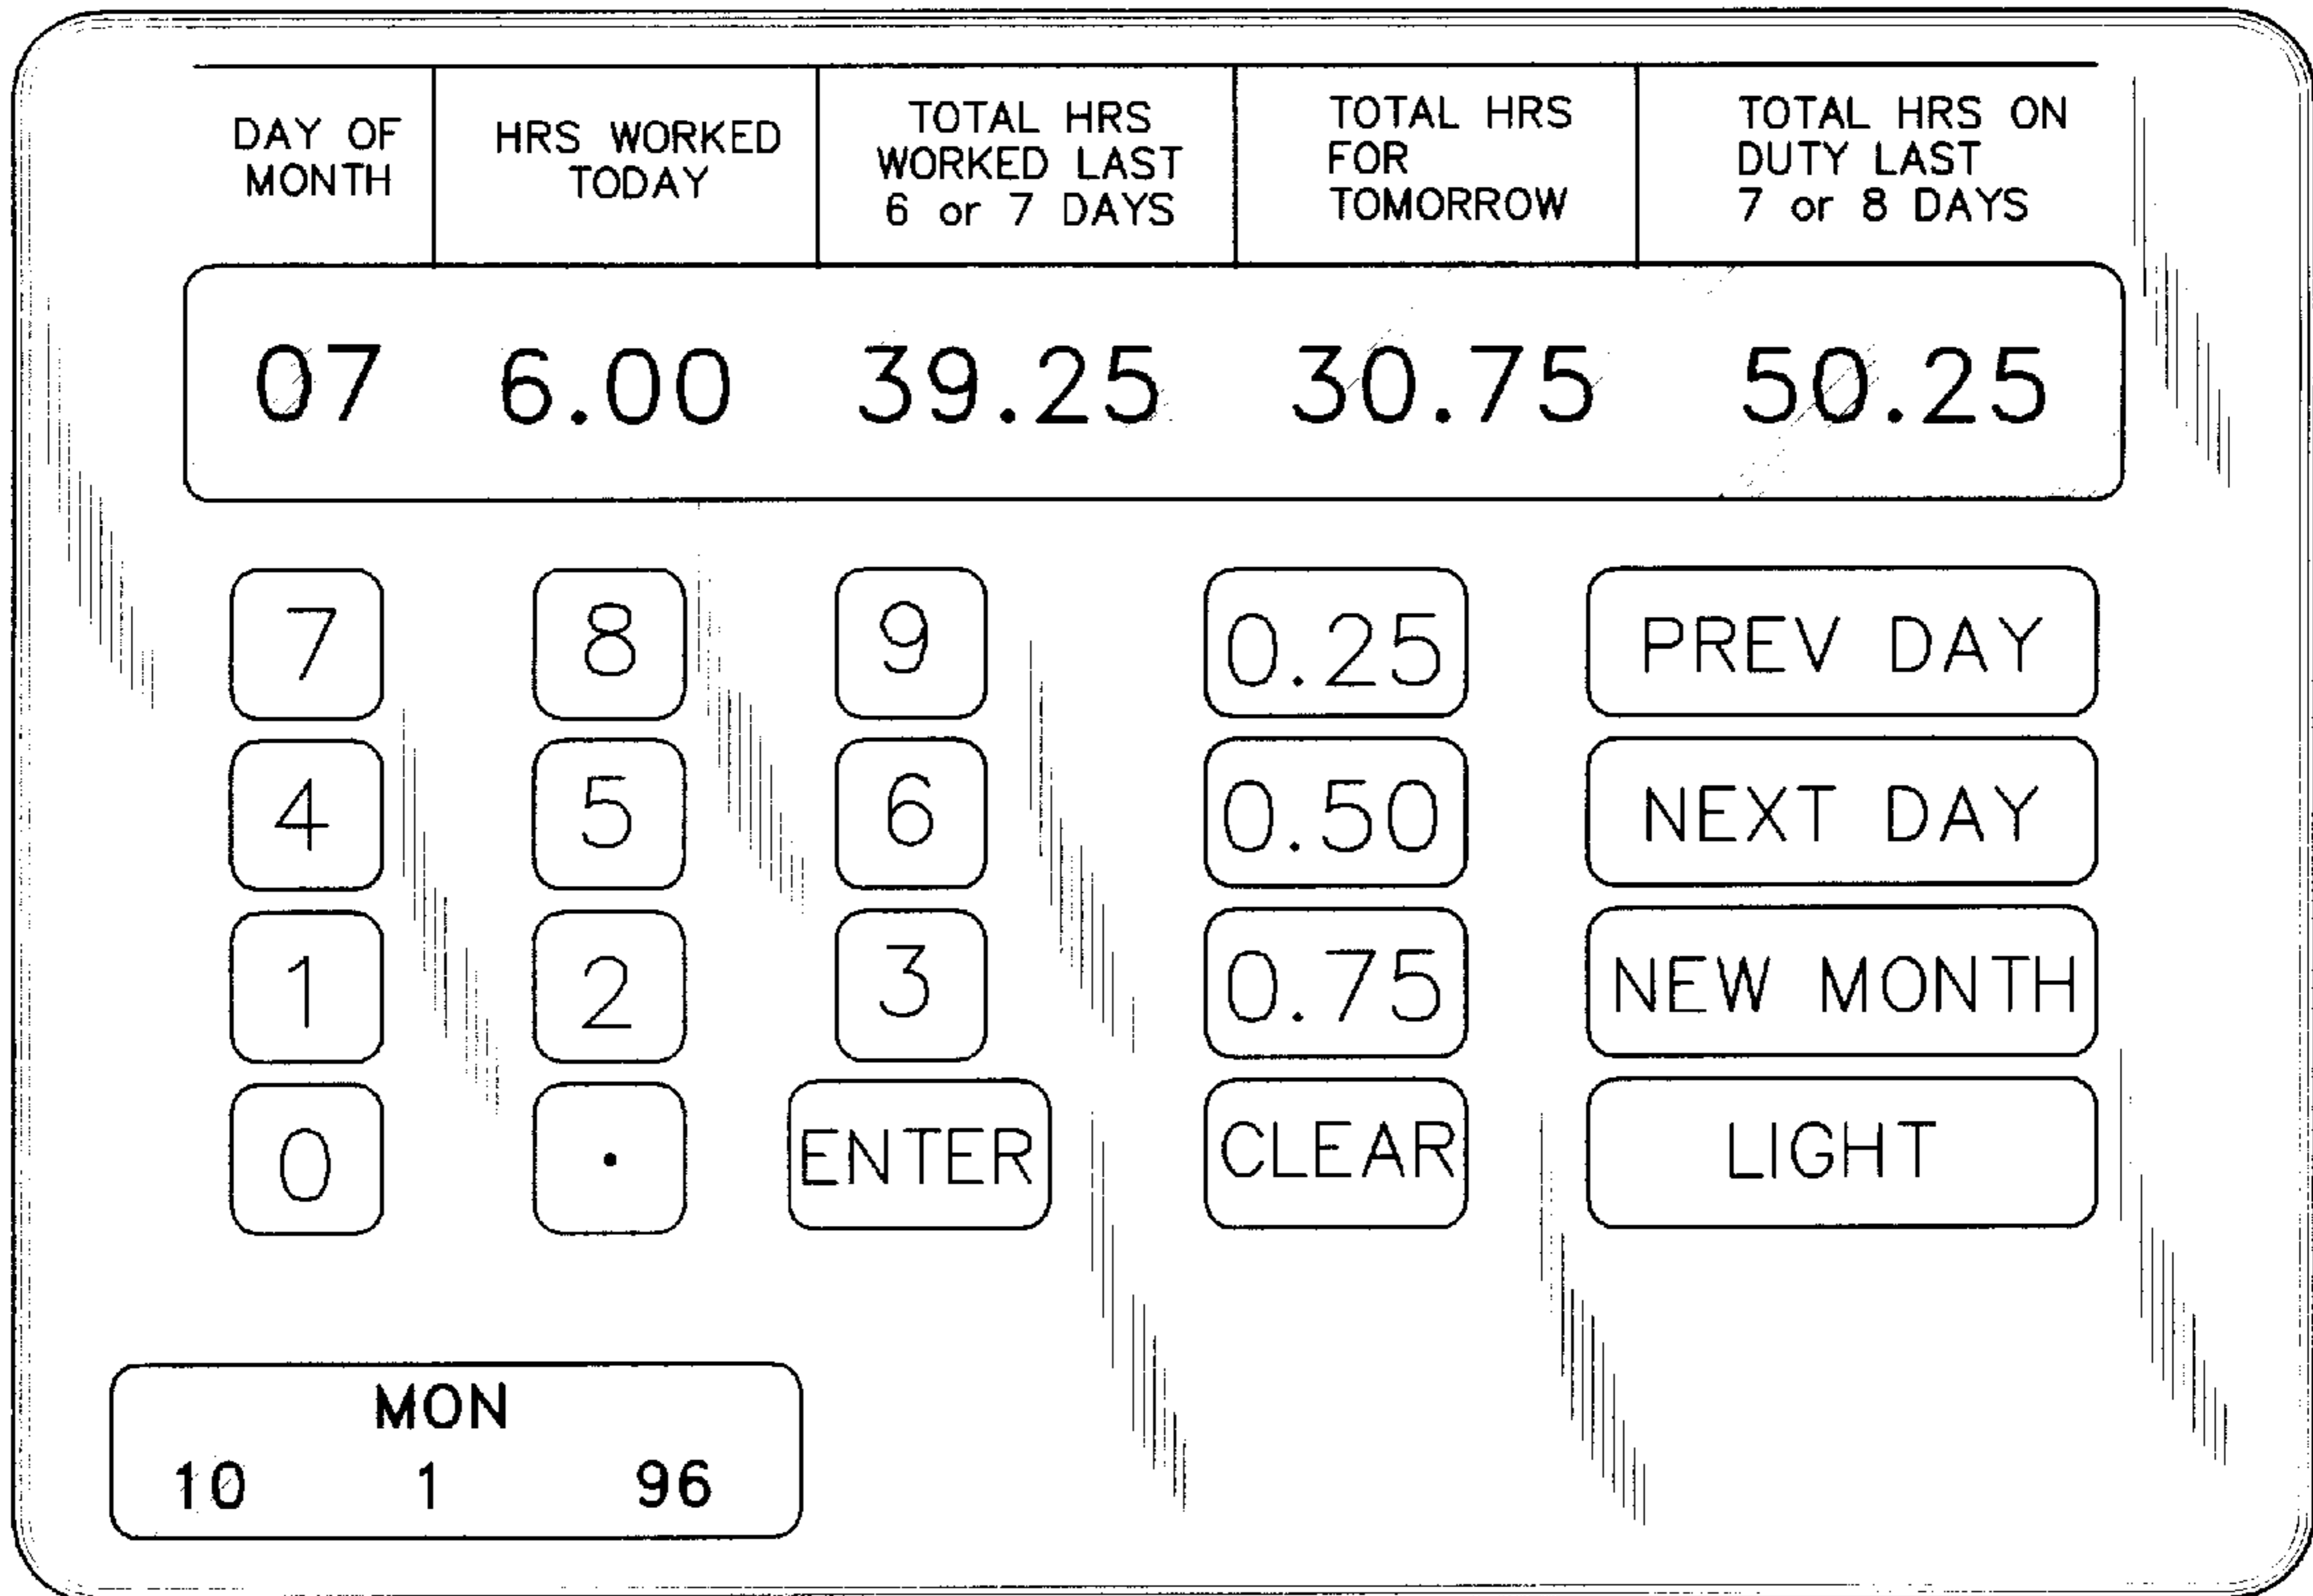 DAY OF
MONTH
HRS WORKED
TODAY
TOTAL HRS
WORKED LAST
6 or 7 DAYS
TOTAL HRS
FOR
TOMORROW
TOTAL HRS ON
DUTY LAST
7 or 8 DAYS
07 6.00 39.25 30.75 50.25
7 8 9 0.25 PREV DAY
4 5 6 0.50 NEXT DAY
1 2 3 0.75 NEW MONTH
0 . ENTER CLEAR LIGHT
MON
10 1 96